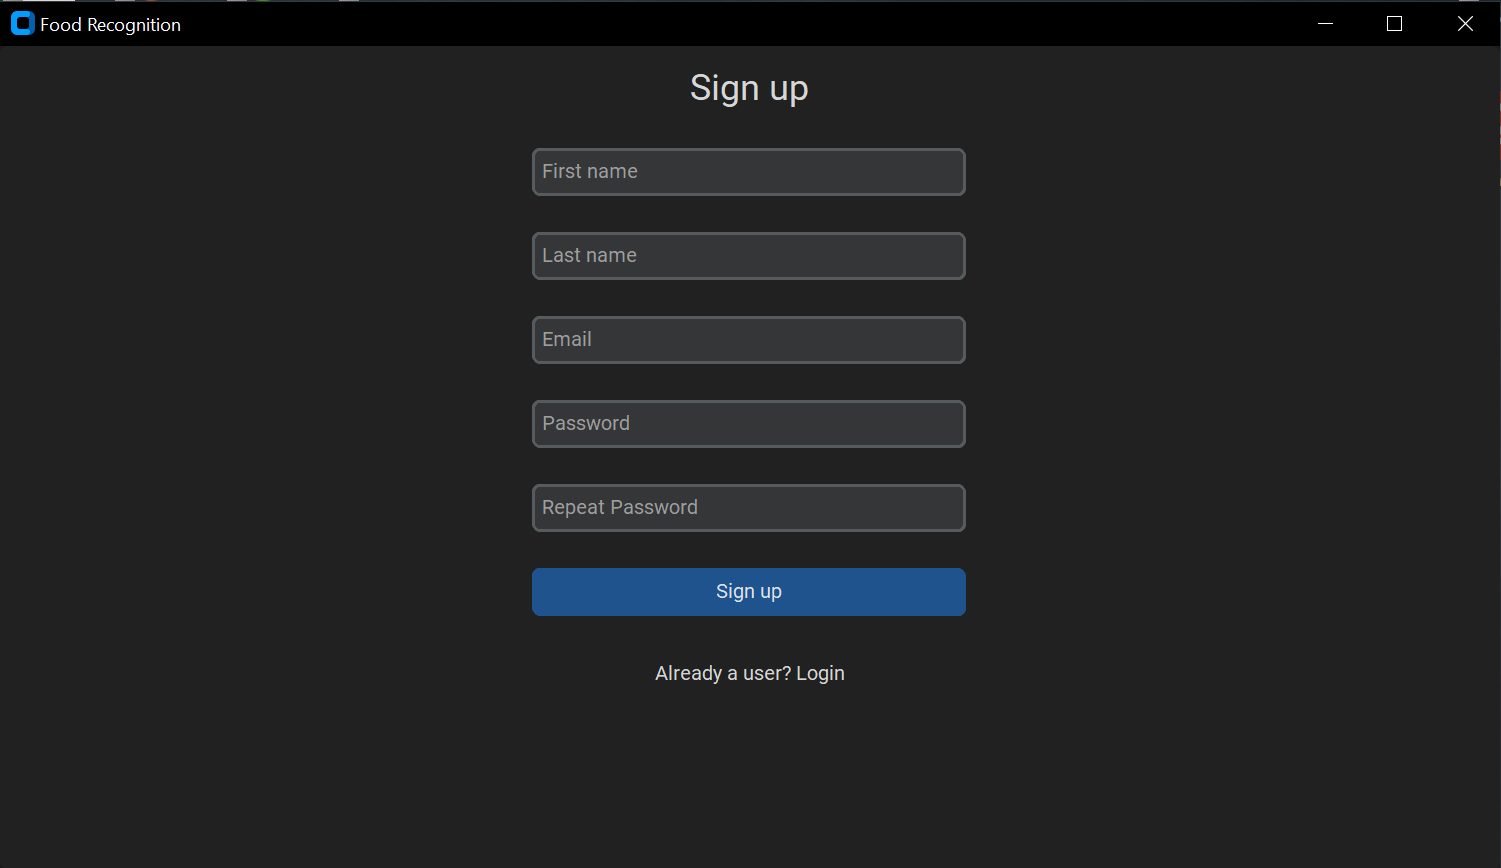 Food Recognition
Sign up
First name
Last name
Email
Password
Repeat Password
Sign up
Already a user? Login